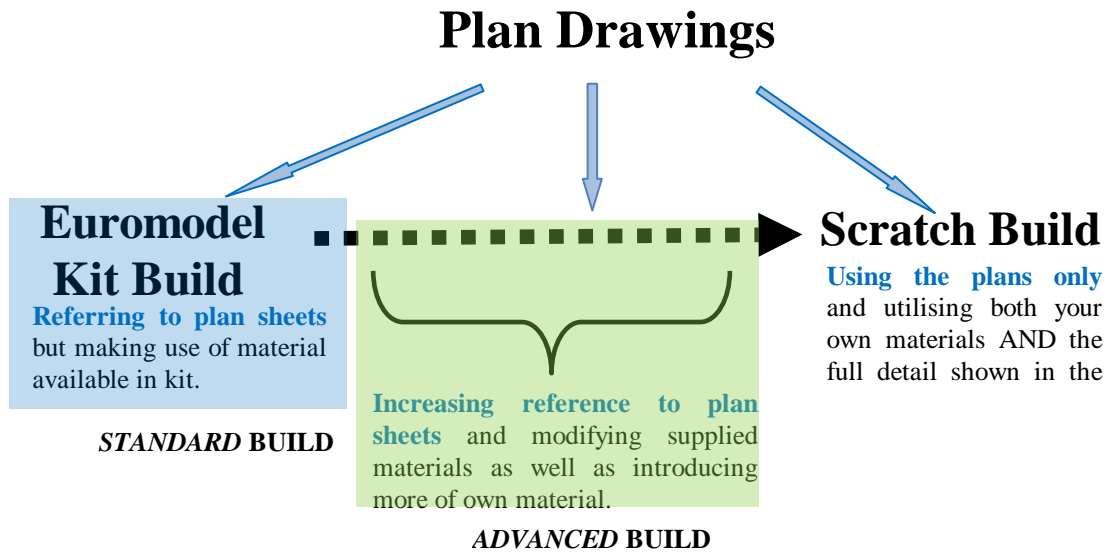 Plan Drawings
Euromodel
Kit Build
Referring to plan sheets
but making use of material
available in kit.
STANDARD BUILD
Increasing reference to plan
sheets and modifying supplied
materials as well as introducing
more of own material.
ADVANCED BUILD
Scratch Build
Using the plans only
and utilising both your
own materials AND the
full detail shown in the